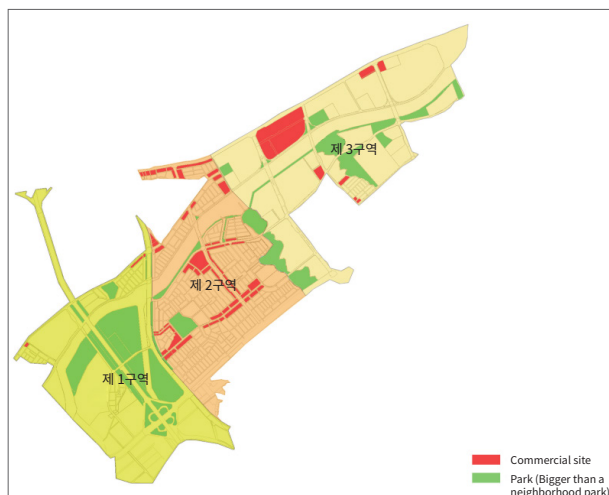 제 3구역
제 2구역
제 1구역
Commercial site
Park (Bigger than a
neighborhood park)